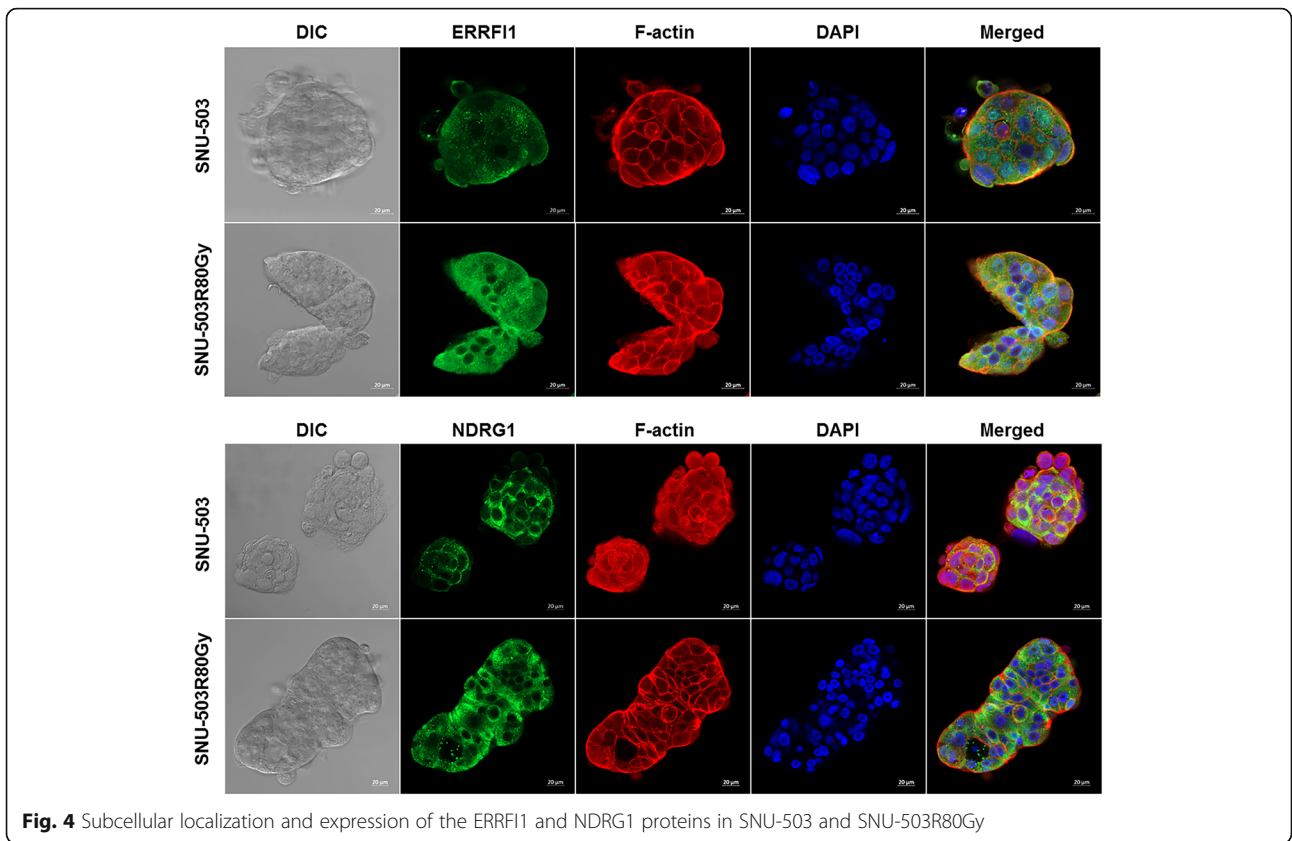 DIC ERRFI1 F-actin DAPI Merged
SNU-503
20 µm 20 µm 20 µm 20 µm 20 µm
SNU-503R80Gy
20 µm 20 µm 20 µm 20 µm 20 µm
DIC NDRG1 F-actin DAPI Merged
SNU-503
20 µm 20 µm 20 µm 20 µm 20 µm
SNU-503R80Gy
20 µm 20 µm 20 µm 20 µm 20 µm
Fig. 4 Subcellular localization and expression of the ERRFI1 and NDRG1 proteins in SNU-503 and SNU-503R80Gy